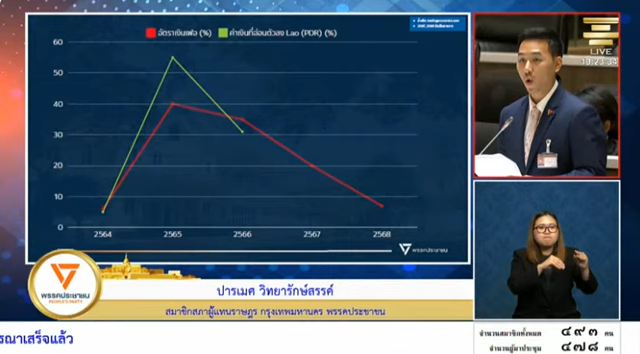 อัตราเงินเฟ้อ (%) ค่าเงินที่อ่อนตัวลง Lao (PDR) (%)
60
50
40
30
20
10
0
2564 2565 2566 2567 2568
พรรคประชาชน
LIVE
พรรคประชาชน
PEOPLE'S PARTY
ปารเมศ วิทยารักษ์สรรค์
สมาชิกสภาผู้แทนราษฎร กรุงเทพมหานคร พรรคประชาชน
รณาเสร็จแล้ว
จำนวนสมาชิกทั้งหมด ๔๙๓ คน
จำนวนผู้มาประชุม ๔๗๘ คน